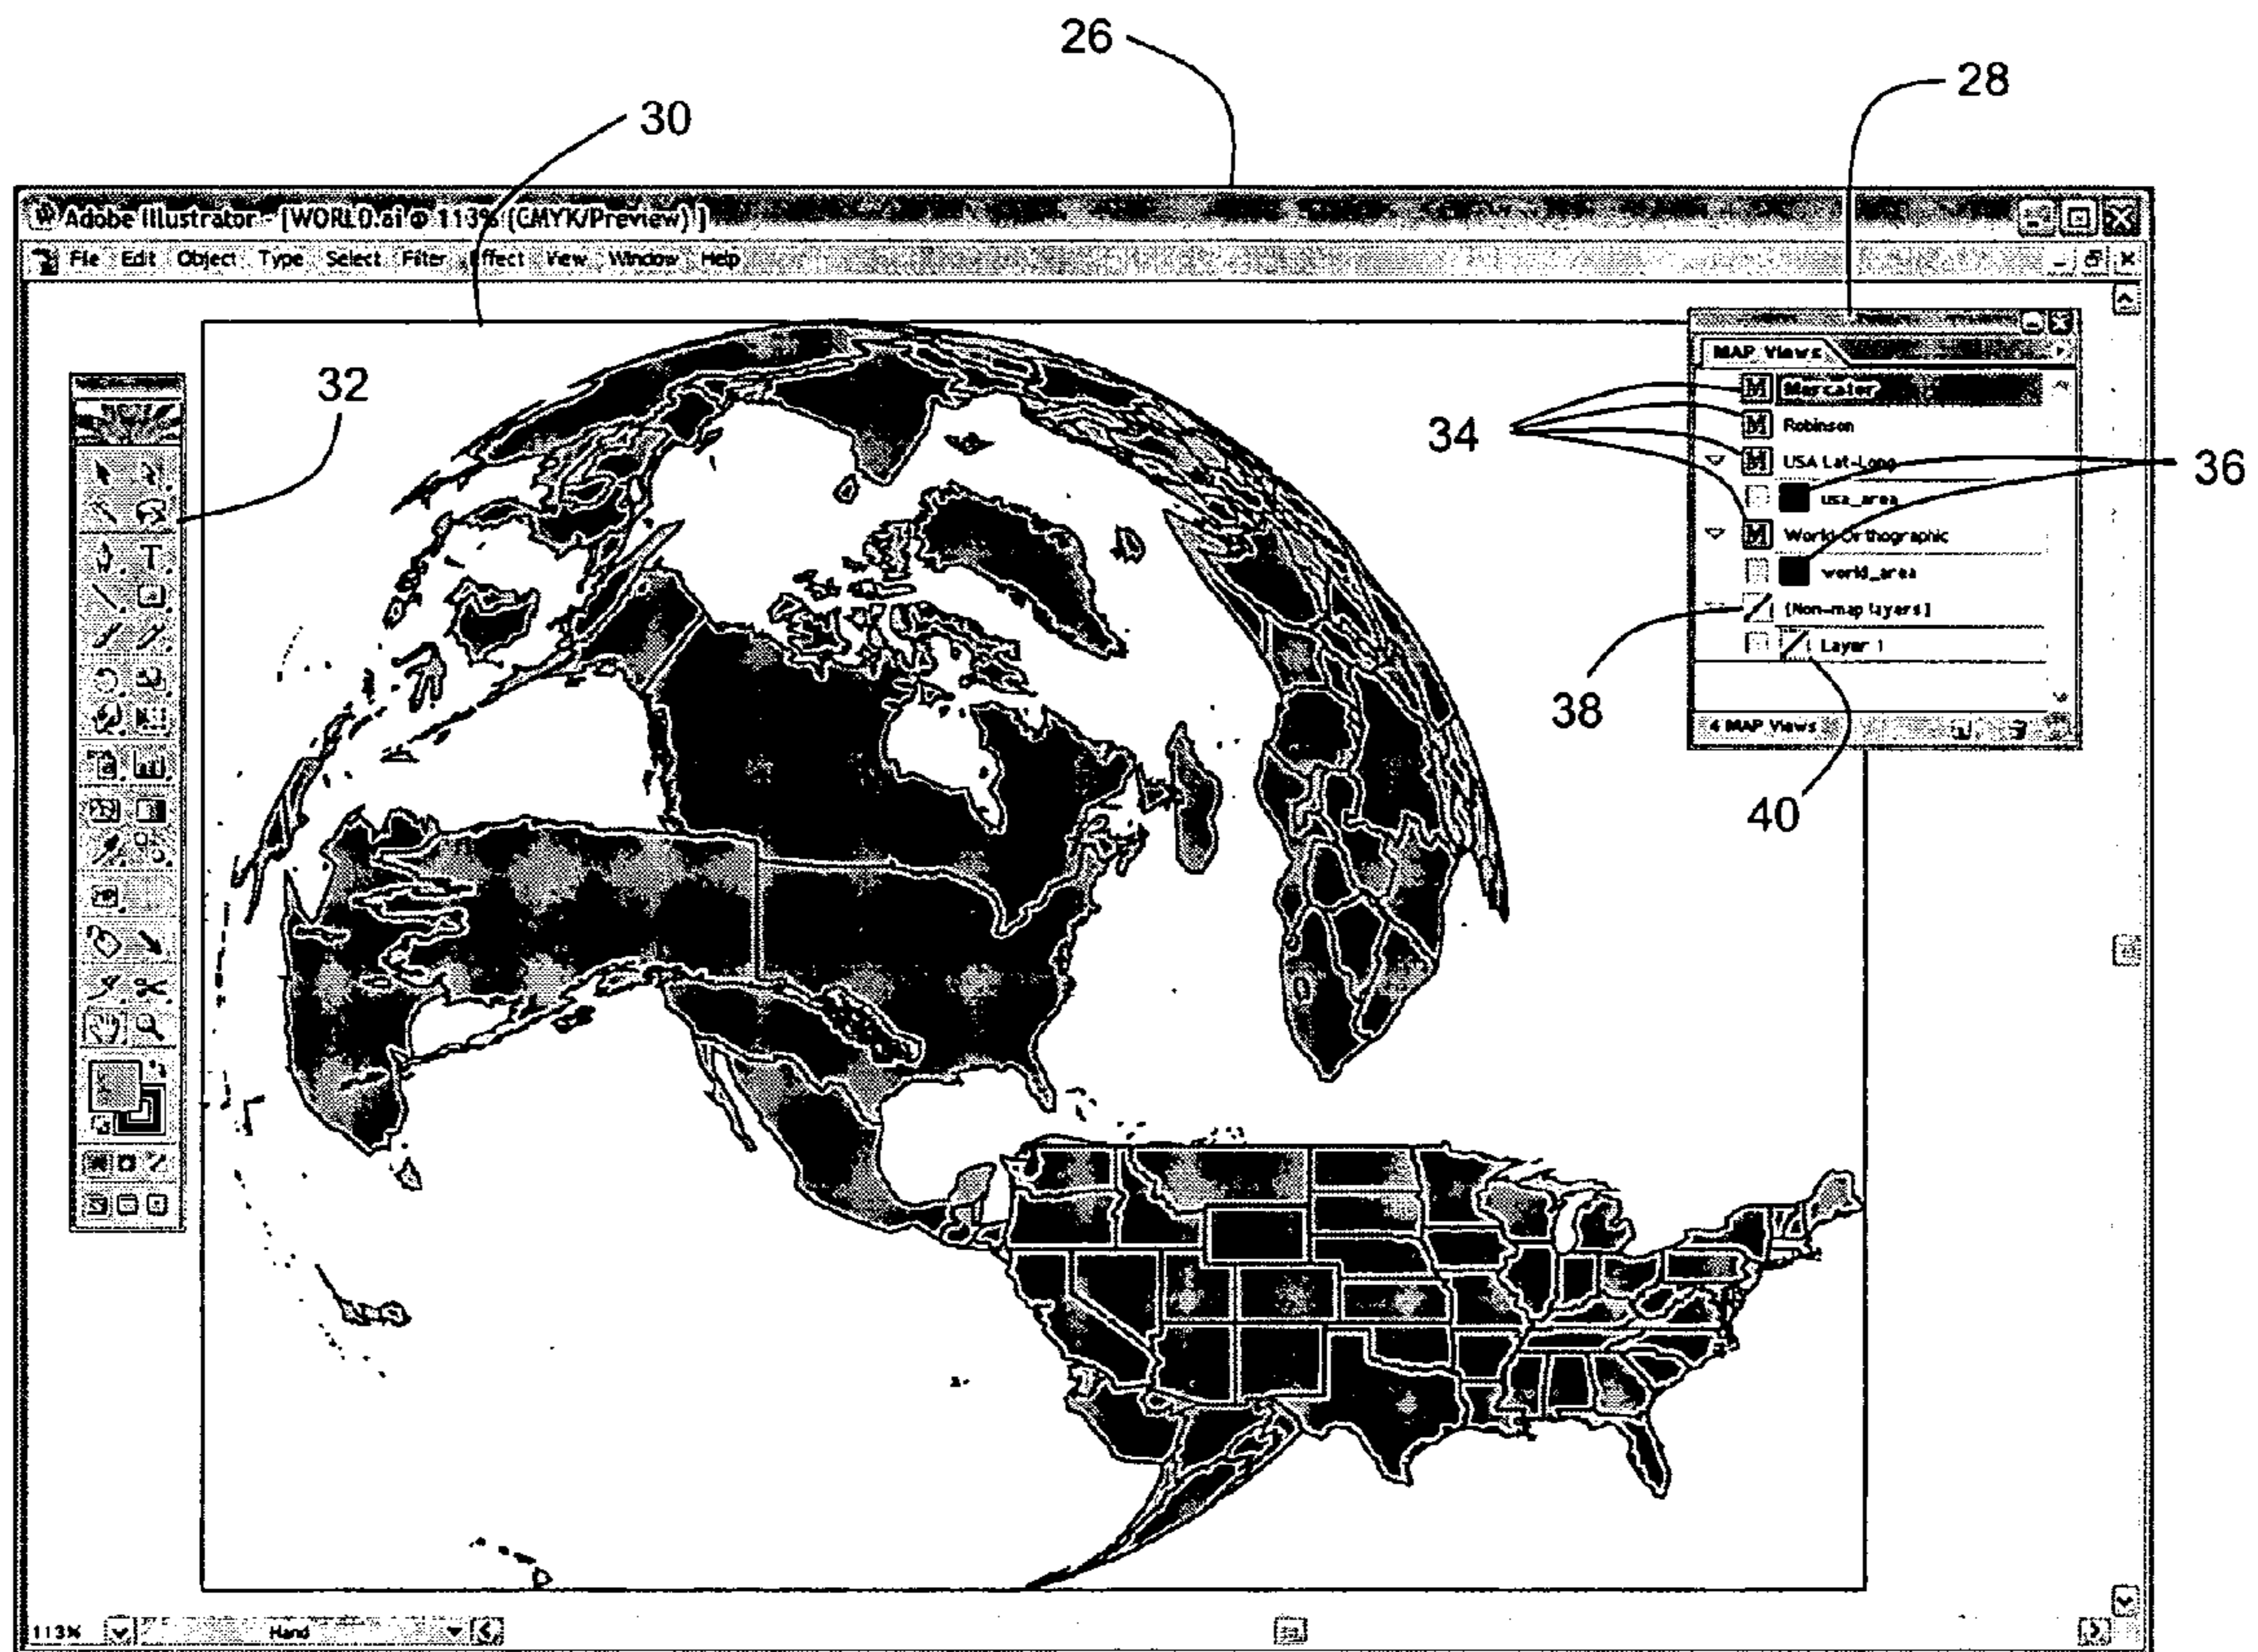 26
28
30
Adobe Illustrator - [WORLD.ai @ 113% (CMYK/Preview) ]
File Edit Object Type Select Filter Effect View Window Help
32
MAP Views
Mercator
34
Robinson
USA Lat-Long
36
usa_area
World Orthographic
world_area
[Non-map layers]
Layer 1
38
4 MAP Views
40
T
113% Hand